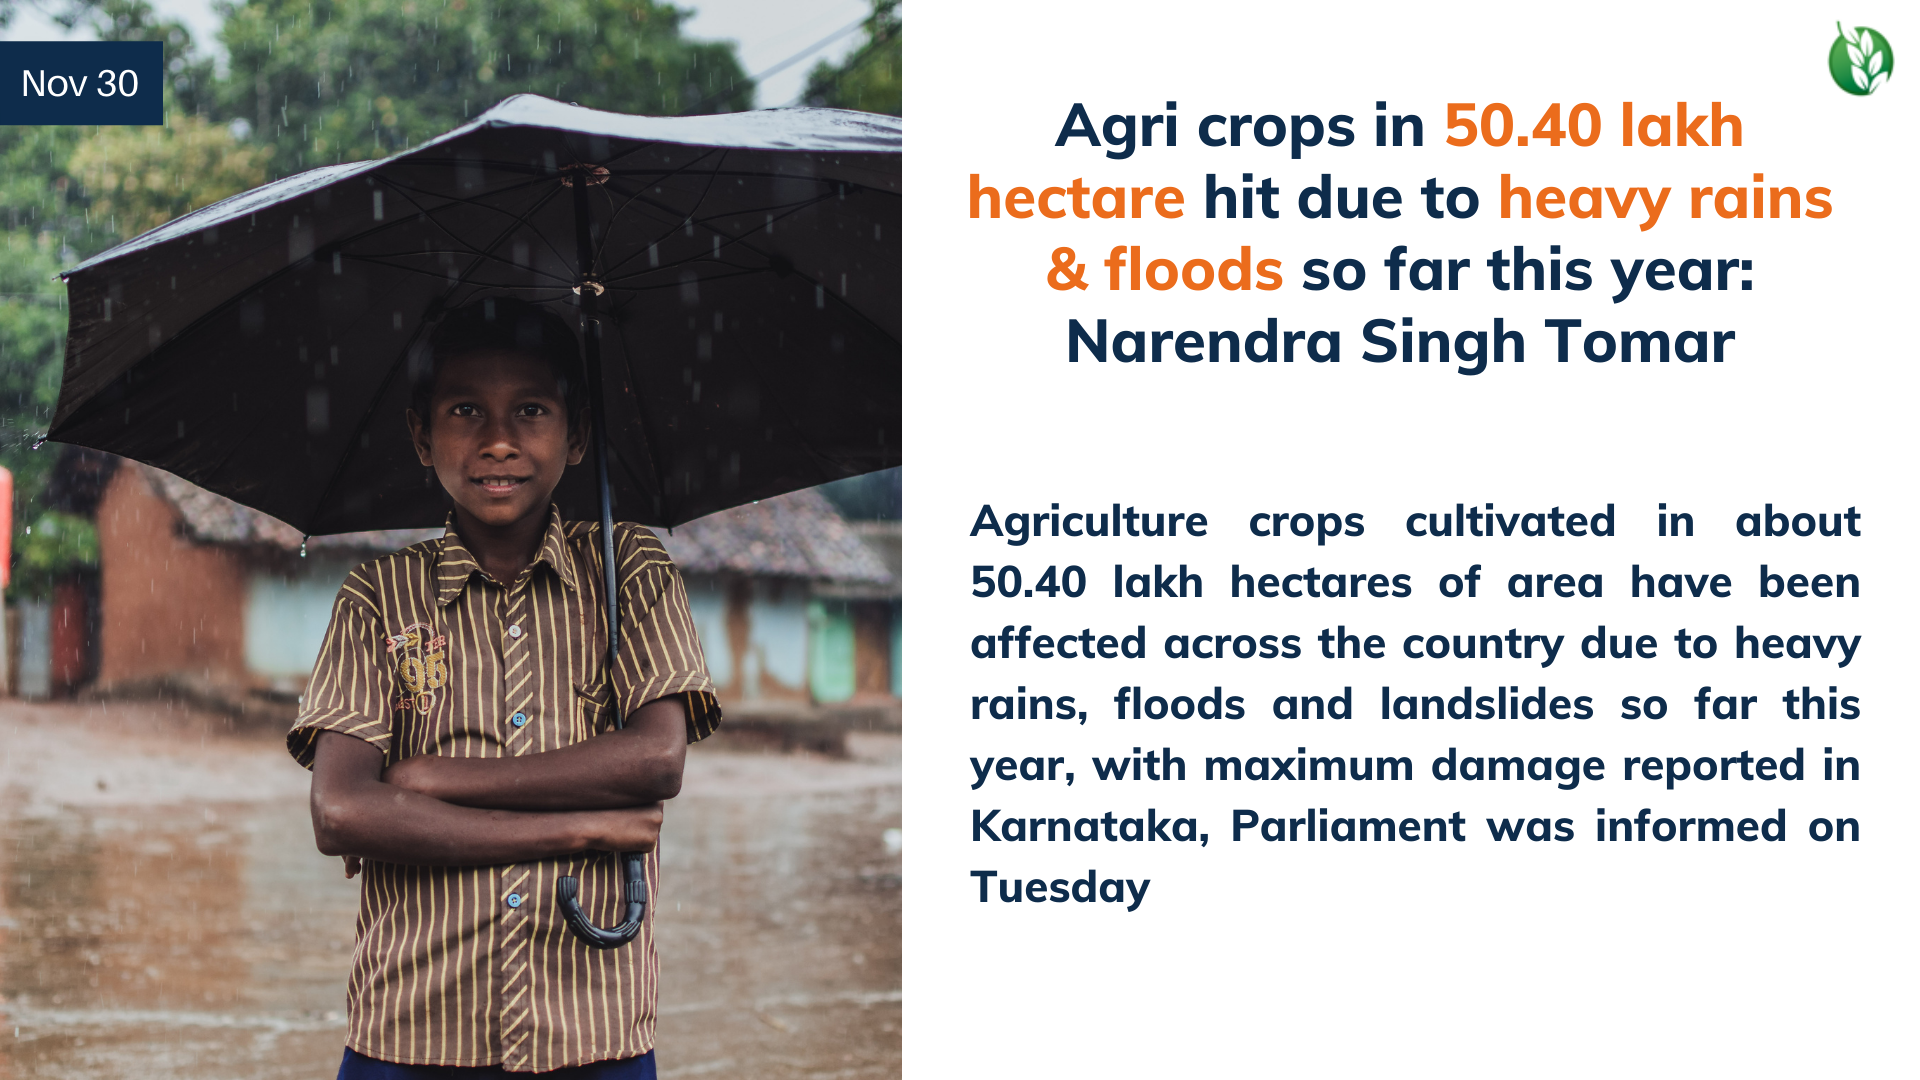 Nov 30
Agri crops in 50.40 lakh
hectare hit due to heavy rains
& floods so far this year:
Narendra Singh Tomar
Agriculture crops cultivated in about
50.40 lakh hectares of area have been
affected across the country due to heavy
rains, floods and landslides so far this
year, with maximum damage reported in
Karnataka, Parliament was informed on
Tuesday
95